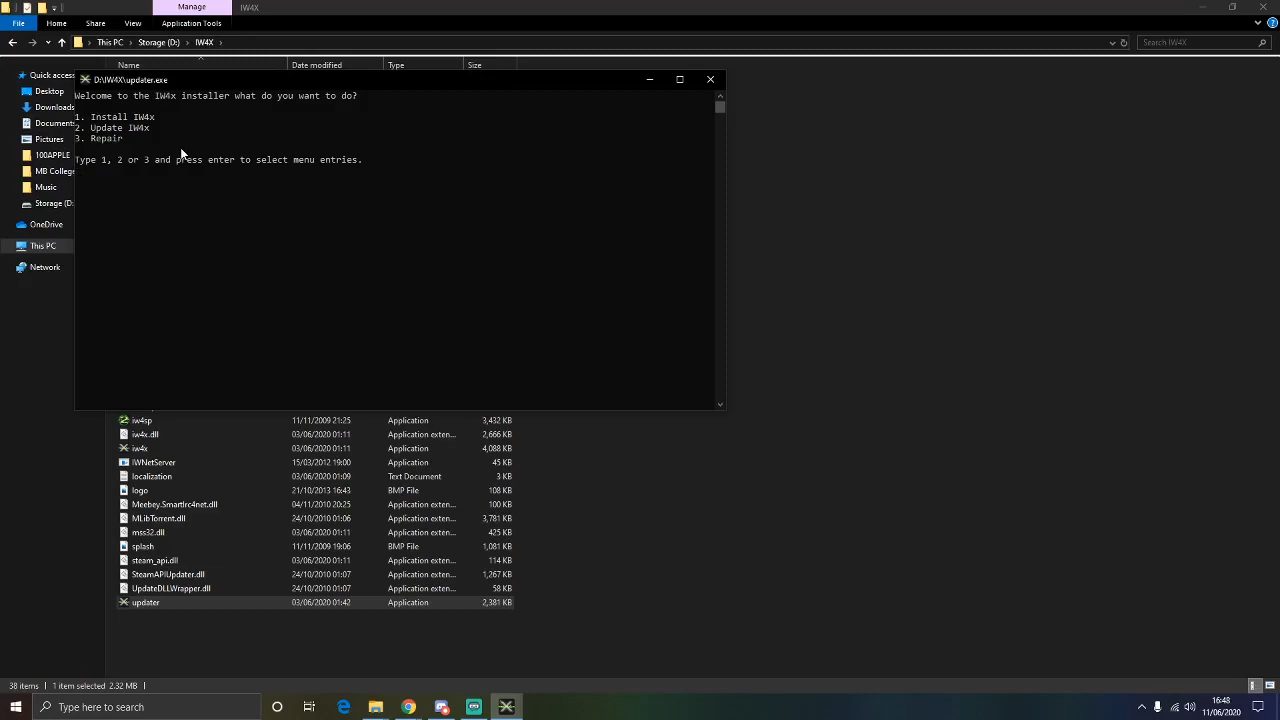 Manage
IW4X
File
Home
Share
View
Application Tools
This PC
Storage (D:)
IW4X
Search IW4X
Name
Date modified
Type
Size
Quick access
Desktop
Downloads
Documents
Pictures
100APPLE
MB College
Music
Storage (D:
OneDrive
This PC
Network
D:\IW4X\updater.exe
Welcome to the IW4x installer what do you want to do?
1. Install IW4x
2. Update IW4x
3. Repair
Type 1, 2 or 3 and press enter to select menu entries.
iw4sp 11/11/2009 21:25 Application 3,432 KB
iw4x.dll 03/06/2020 01:11 Application exten... 2,666 KB
iw4x 03/06/2020 01:11 Application 4,088 KB
IWNetServer 15/03/2012 19:00 Application 45 KB
localization 03/06/2020 01:09 Text Document 3 KB
logo 21/10/2013 16:43 BMP File 108 KB
Meebey.SmartIrc4net.dll 04/11/2010 20:25 Application exten... 100 KB
MLibTorrent.dll 24/10/2010 01:06 Application exten... 3,781 KB
mss32.dll 03/06/2020 01:11 Application exten... 425 KB
splash 11/11/2009 19:06 BMP File 1,081 KB
steam_api.dll 03/06/2020 01:11 Application exten... 114 KB
SteamAPIUpdater.dll 24/10/2010 01:07 Application exten... 1,267 KB
UpdateDLLWrapper.dll 24/10/2010 01:07 Application exten... 58 KB
updater 03/06/2020 01:42 Application 2,381 KB
38 items
1 item selected 2.32 MB
Type here to search
16:48
11/06/2020